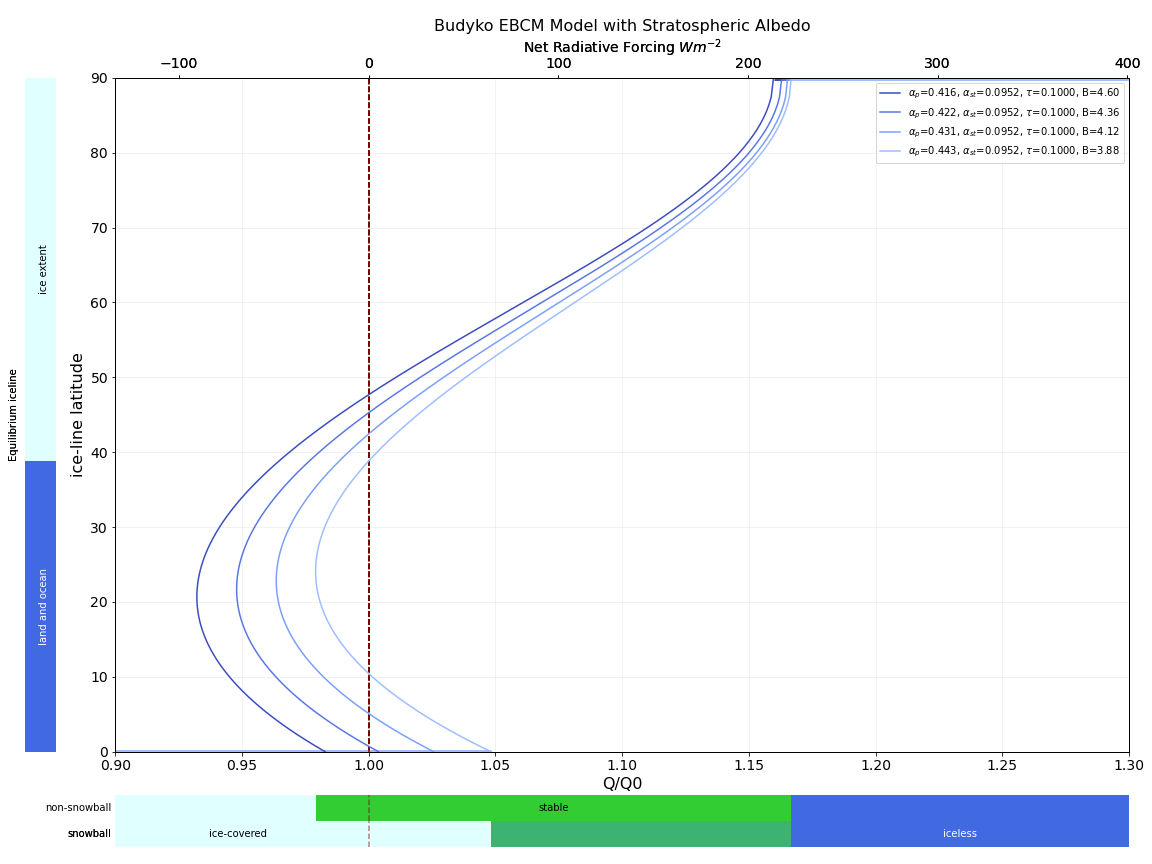 Budyko EBCM Model with Stratospheric Albedo
Net Radiative Forcing Wm⁻²
−100 0 100 200 300 400
αp=0.416, αst=0.0952, τ=0.1000, B=4.60
αp=0.422, αst=0.0952, τ=0.1000, B=4.36
αp=0.431, αst=0.0952, τ=0.1000, B=4.12
αp=0.443, αst=0.0952, τ=0.1000, B=3.88
Equilibrium iceline
ice extent
land and ocean
ice-line latitude
90
80
70
60
50
40
30
20
10
0
0.90 0.95 1.00 1.05 1.10 1.15 1.20 1.25 1.30
Q/Q0
non-snowball stable
snowball ice-covered iceless